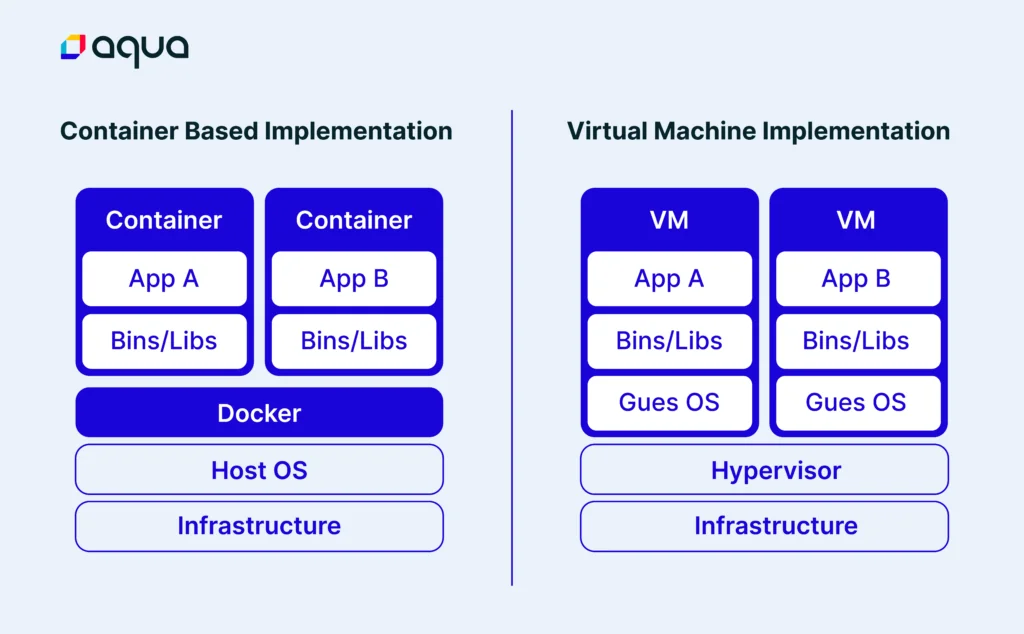 aqua
Container Based Implementation
Container
App A
Bins/Libs
Container
App B
Bins/Libs
Docker
Host OS
Infrastructure
Virtual Machine Implementation
VM
App A
Bins/Libs
Gues OS
VM
App B
Bins/Libs
Gues OS
Hypervisor
Infrastructure